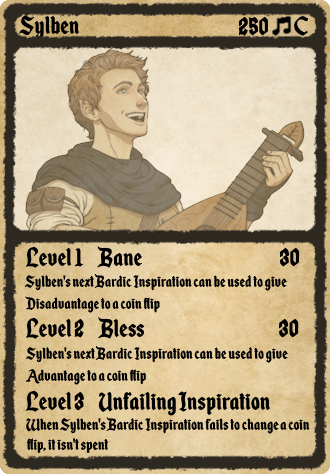 Sylben 250 🎵C
Level 1 Bane 30
Sylben's next Bardic Inspiration can be used to give
Disadvantage to a coin flip
Level 2 Bless 30
Sylben's next Bardic Inspiration can be used to give
Advantage to a coin flip
Level 3 Unfailing Inspiration
When Sylben's Bardic Inspiration fails to change a coin
flip, it isn't spent